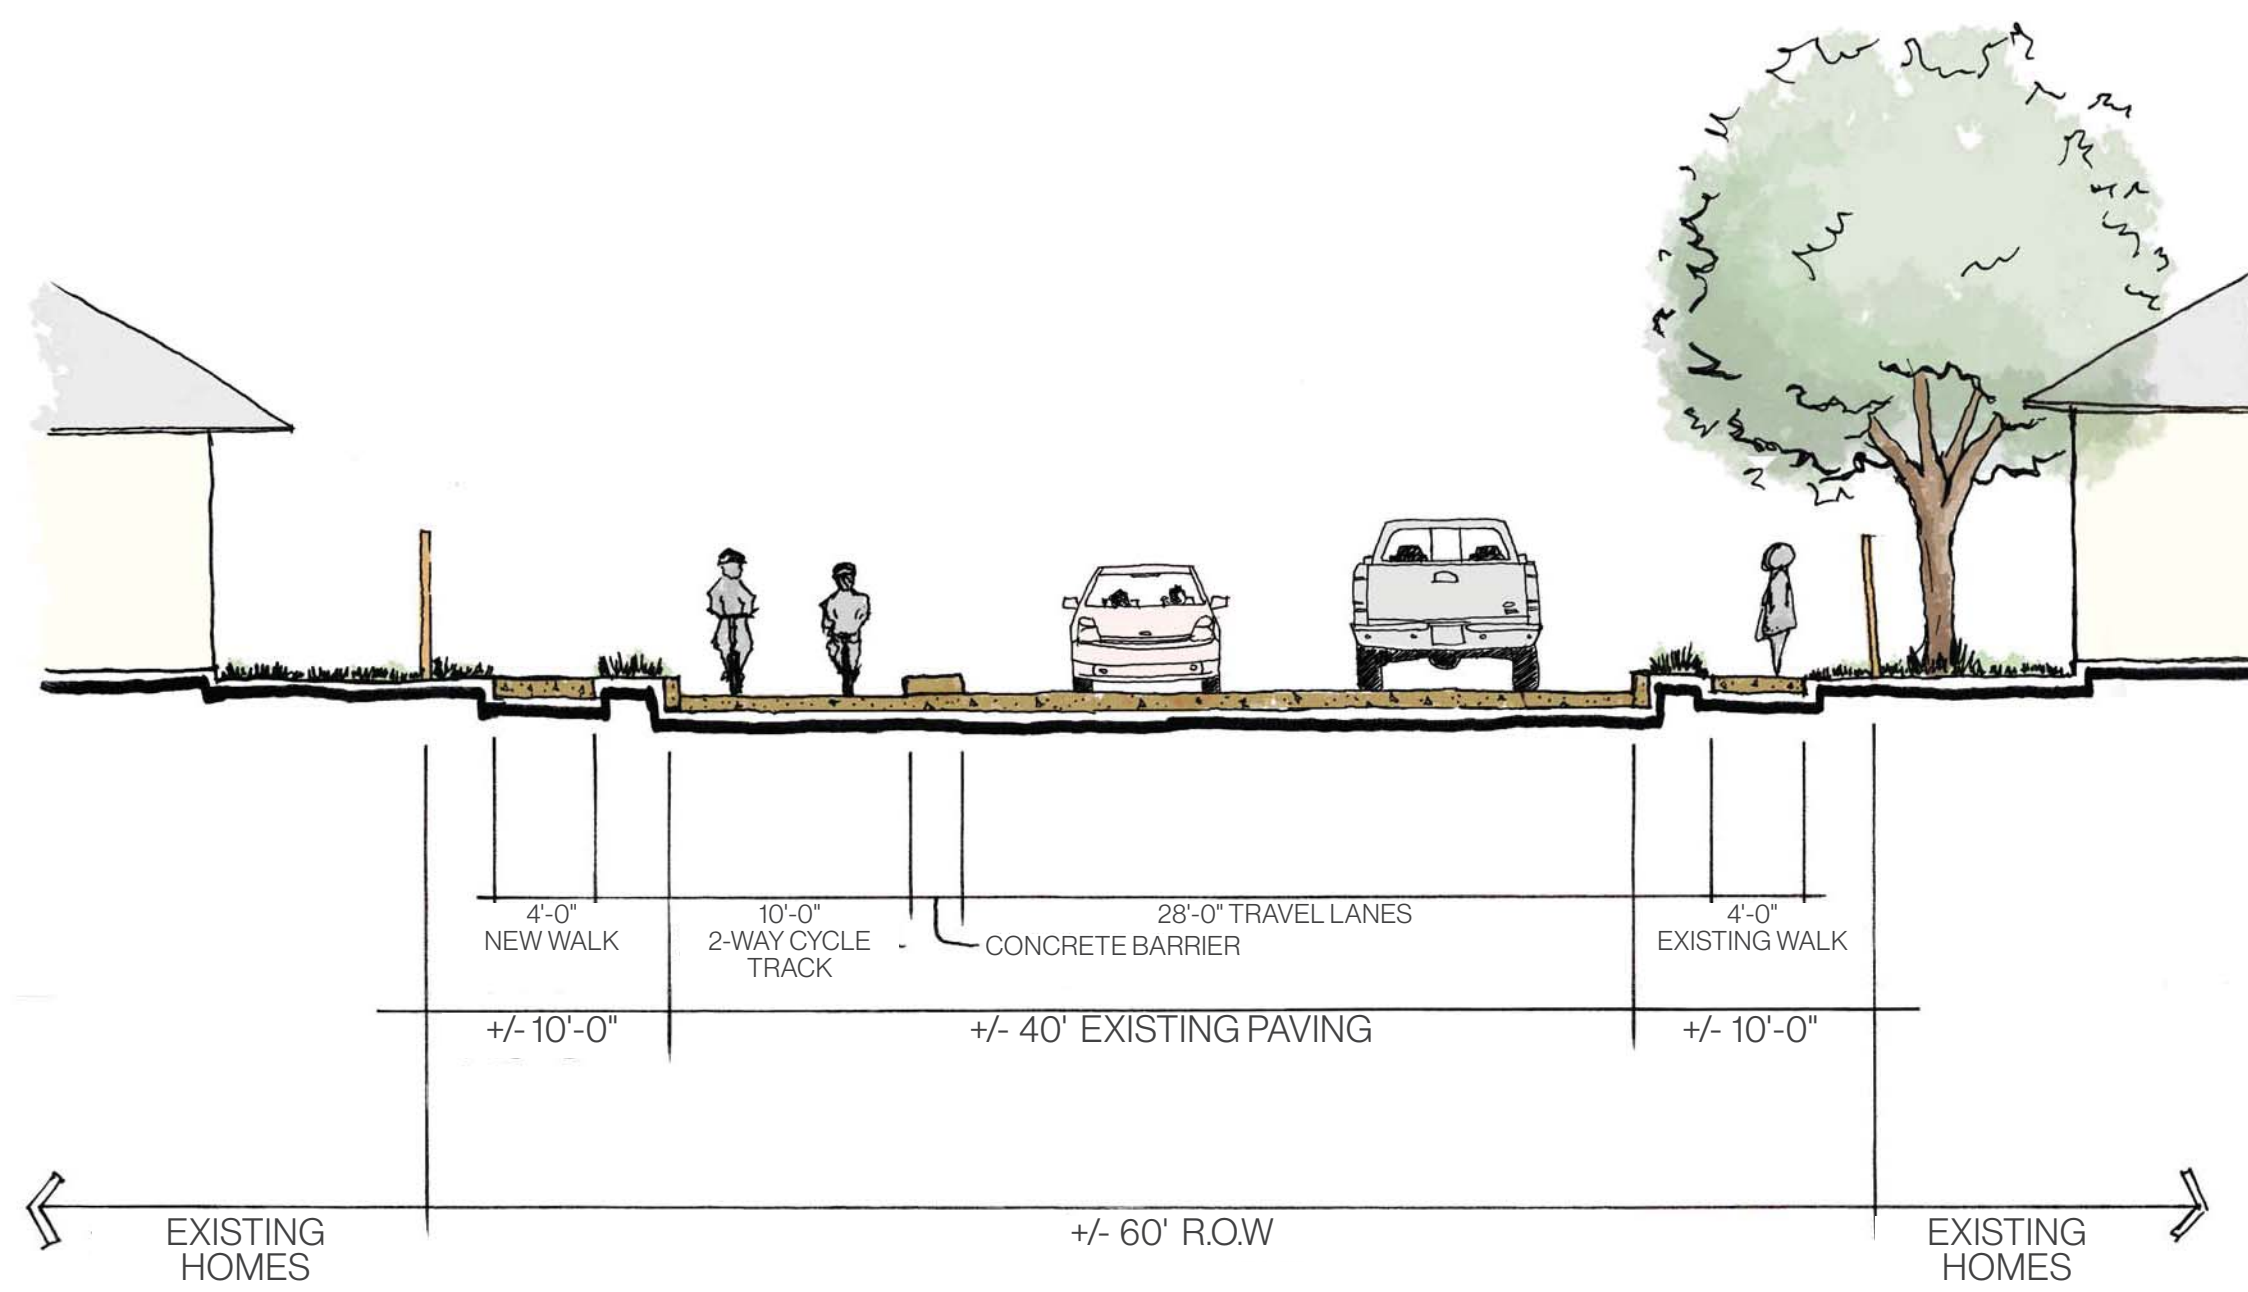 4'-0"
NEW WALK
10'-0"
2-WAY CYCLE
TRACK
CONCRETE BARRIER
28'-0" TRAVEL LANES
4'-0"
EXISTING WALK
+/- 10'-0"
+/- 40' EXISTING PAVING
+/- 10'-0"
EXISTING
HOMES
+/- 60' R.O.W
EXISTING
HOMES